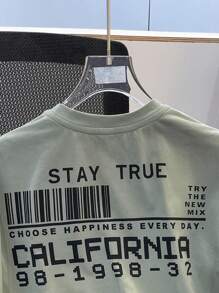 STAY TRUE
TRY
THE
NEW
MIX
CHOOSE HAPPINESS EVERY DAY.
CALIFORNIA
98-1998-32